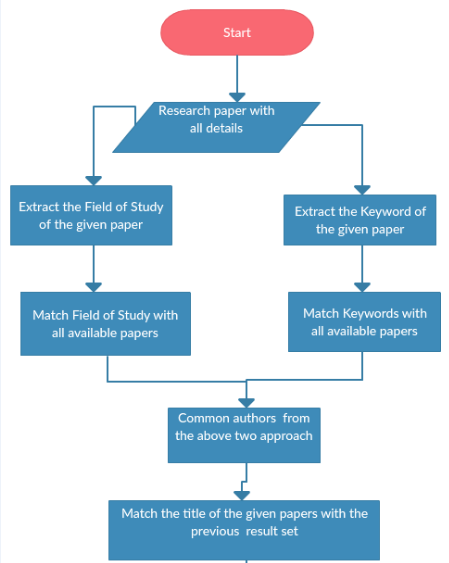 Start
Research paper with
all details
Extract the Field of Study
of the given paper
Extract the Keyword of
the given paper
Match Field of Study with
all available papers
Match Keywords with
all available papers
Common authors from
the above two approach
Match the title of the given papers with the
previous result set